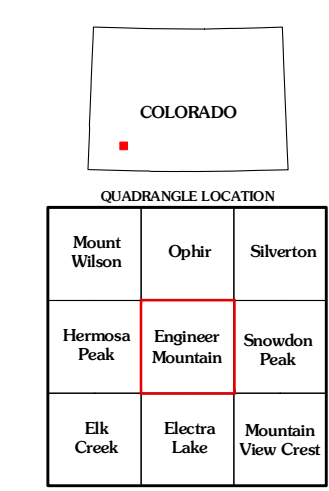 COLORADO
QUADRANGLE LOCATION
Mount
Wilson
Ophir
Silverton
Hermosa
Peak
Engineer
Mountain
Snowdon
Peak
Elk
Creek
Electra
Lake
Mountain
View Crest